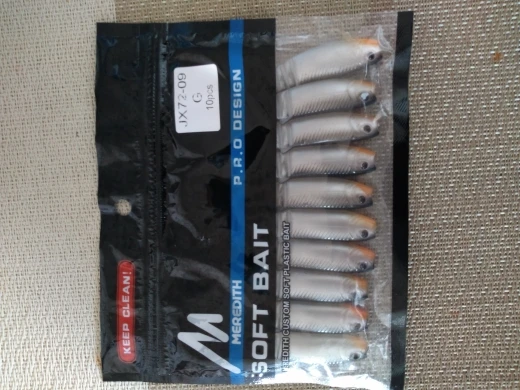 KEEP CLEAN!
JX72-09
G
10pcs
M
MEREDITH
P.R.O DESIGN
SOFT BAIT
MEREDITH CUSTOM SOFT PLASTIC BAIT